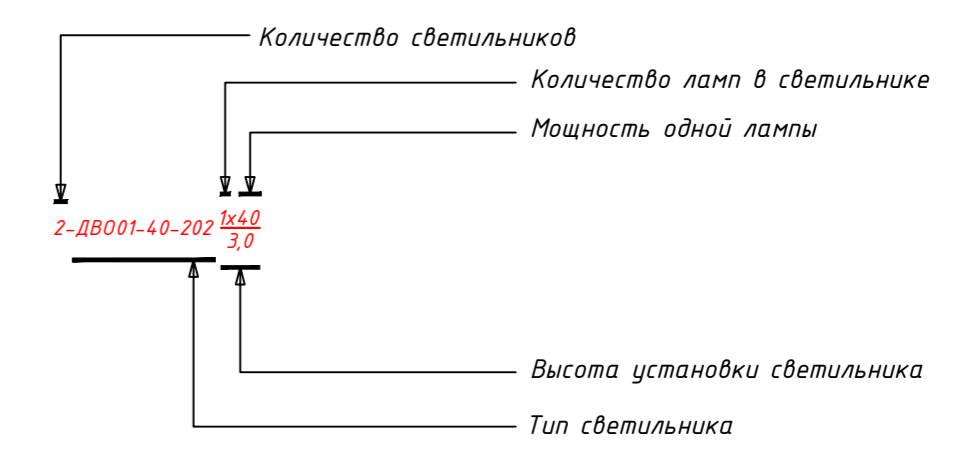 Количество светильников
Количество ламп в светильнике
Мощность одной лампы
2-ДВО01-40-202 1х40
3,0
Высота установки светильника
Тип светильника